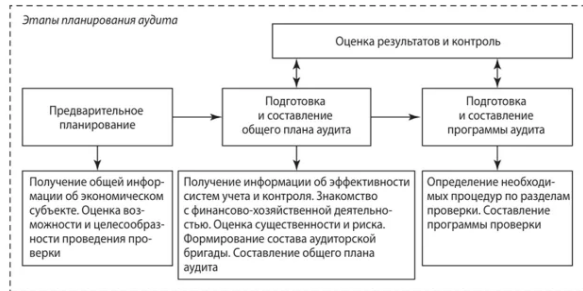 Этапы планирования аудита
Оценка результатов и контроль
Предварительное
планирование
Подготовка
и составление
общего плана аудита
Подготовка
и составление
программы аудита
Получение общей инфор-
мации об экономическом
субъекте. Оценка воз-
можности и целесообраз-
ности проведения про-
верки
Получение информации об эффективности
систем учета и контроля. Знакомство
с финансово-хозяйственной деятельно-
стью. Оценка существенности и риска.
Формирование состава аудиторской
бригады. Составление общего плана
аудита
Определение необходи-
мых процедур по разделам
проверки. Составление
программы проверки